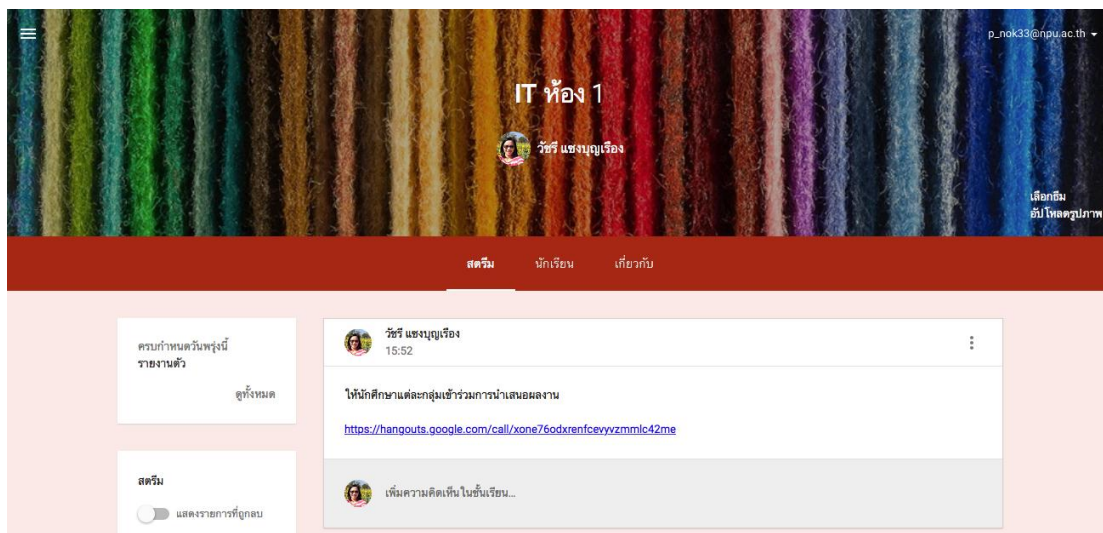 p_nok33@npu.ac.th
IT ห้อง 1
วัชรี แซงบุญเรือง
เลือกธีม
อัปโหลดรูปภาพ
สตรีม นักเรียน เกี่ยวกับ
ครบกำหนดวันพรุ่งนี้
รายงานตัว
ดูทั้งหมด
สตรีม
แสดงรายการที่ถูกลบ
วัชรี แซงบุญเรือง
15:52
ให้นักศึกษาแต่ละกลุ่มเข้าร่วมการนำเสนอผลงาน
https://hangouts.google.com/call/xone76odxrenfcevyvzmmlc42me
เพิ่มความคิดเห็นในชั้นเรียน...